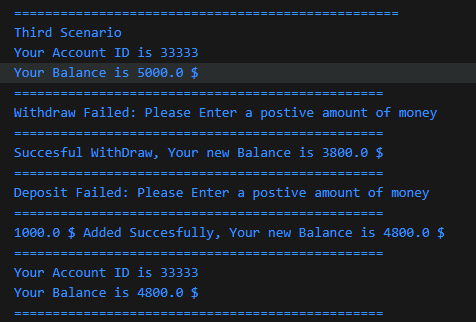 ==================================================
Third Scenario
Your Account ID is 33333
Your Balance is 5000.0 $
================================================
Withdraw Failed: Please Enter a postive amount of money
================================================
Succesful WithDraw, Your new Balance is 3800.0 $
================================================
Deposit Failed: Please Enter a postive amount of money
================================================
1000.0 $ Added Succesfully, Your new Balance is 4800.0 $
================================================
Your Account ID is 33333
Your Balance is 4800.0 $
================================================